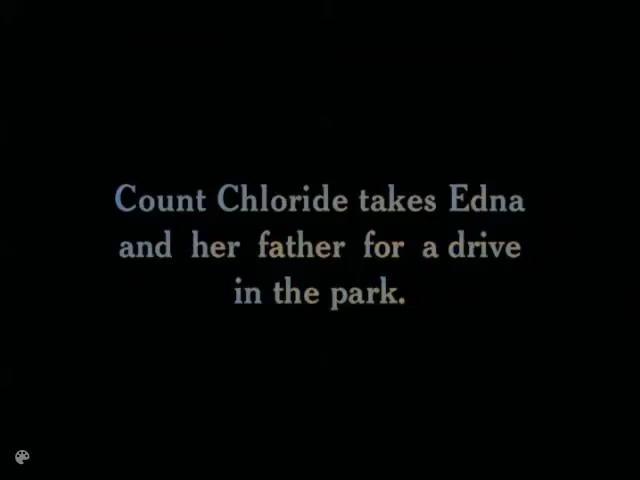 Count Chloride takes Edna
and her father for a drive
in the park.